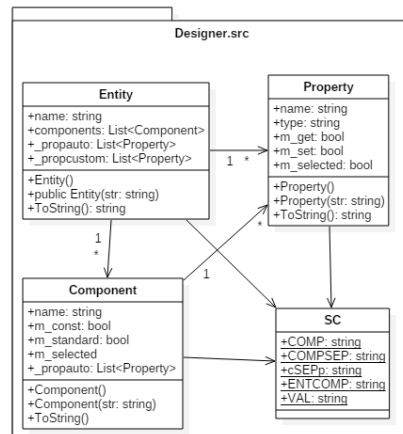 Designer.src
Entity
+name: string
+components: List<Component>
+_propauto: List<Property>
+_propcustom: List<Property>
+Entity()
+public Entity(str: string)
+ToString(): string
Property
+name: string
+type: string
+m_get: bool
+m_set: bool
+m_selected: bool
+Property()
+Property(str: string)
+ToString(): string
1 *
1
*
1
*
Component
+name: string
+m_const: bool
+m_standard: bool
+m_selected
+_propauto: List<Property>
+Component()
+Component(str: string)
+ToString()
SC
+COMP: string
+COMPSEP: string
+cSEPp: string
+ENTCOMP: string
+VAL: string